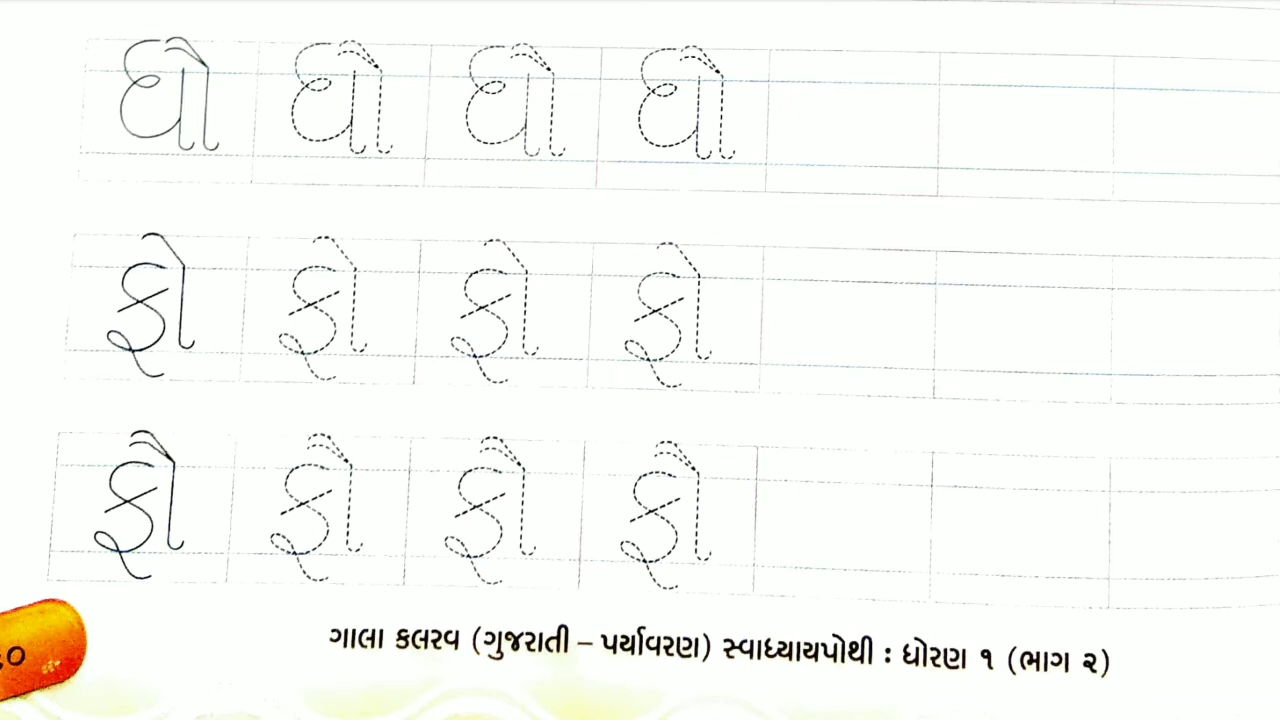 ઘૌ ઘૌ ઘૌ ઘૌ
ફો ફો ફો ફો
ફૌ ફૌ ફૌ ફૌ
ગાલા કલરવ (ગુજરાતી – પર્યાવરણ) સ્વાધ્યાયપોથી : ધોરણ ૧ (ભાગ ૨)